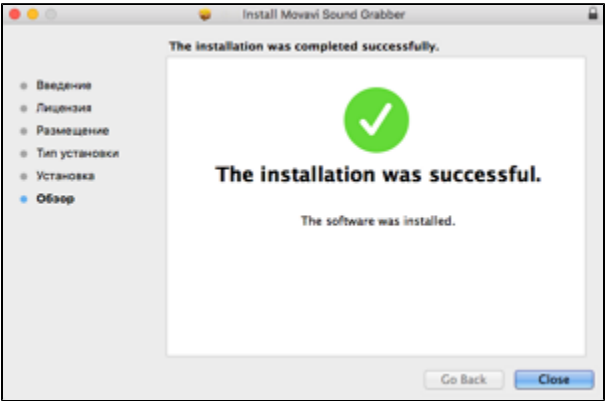 Install Movavi Sound Grabber
The installation was completed successfully.
Введение
Лицензия
Размещение
Тип установки
Установка
Обзор
The installation was successful.
The software was installed.
Go Back
Close